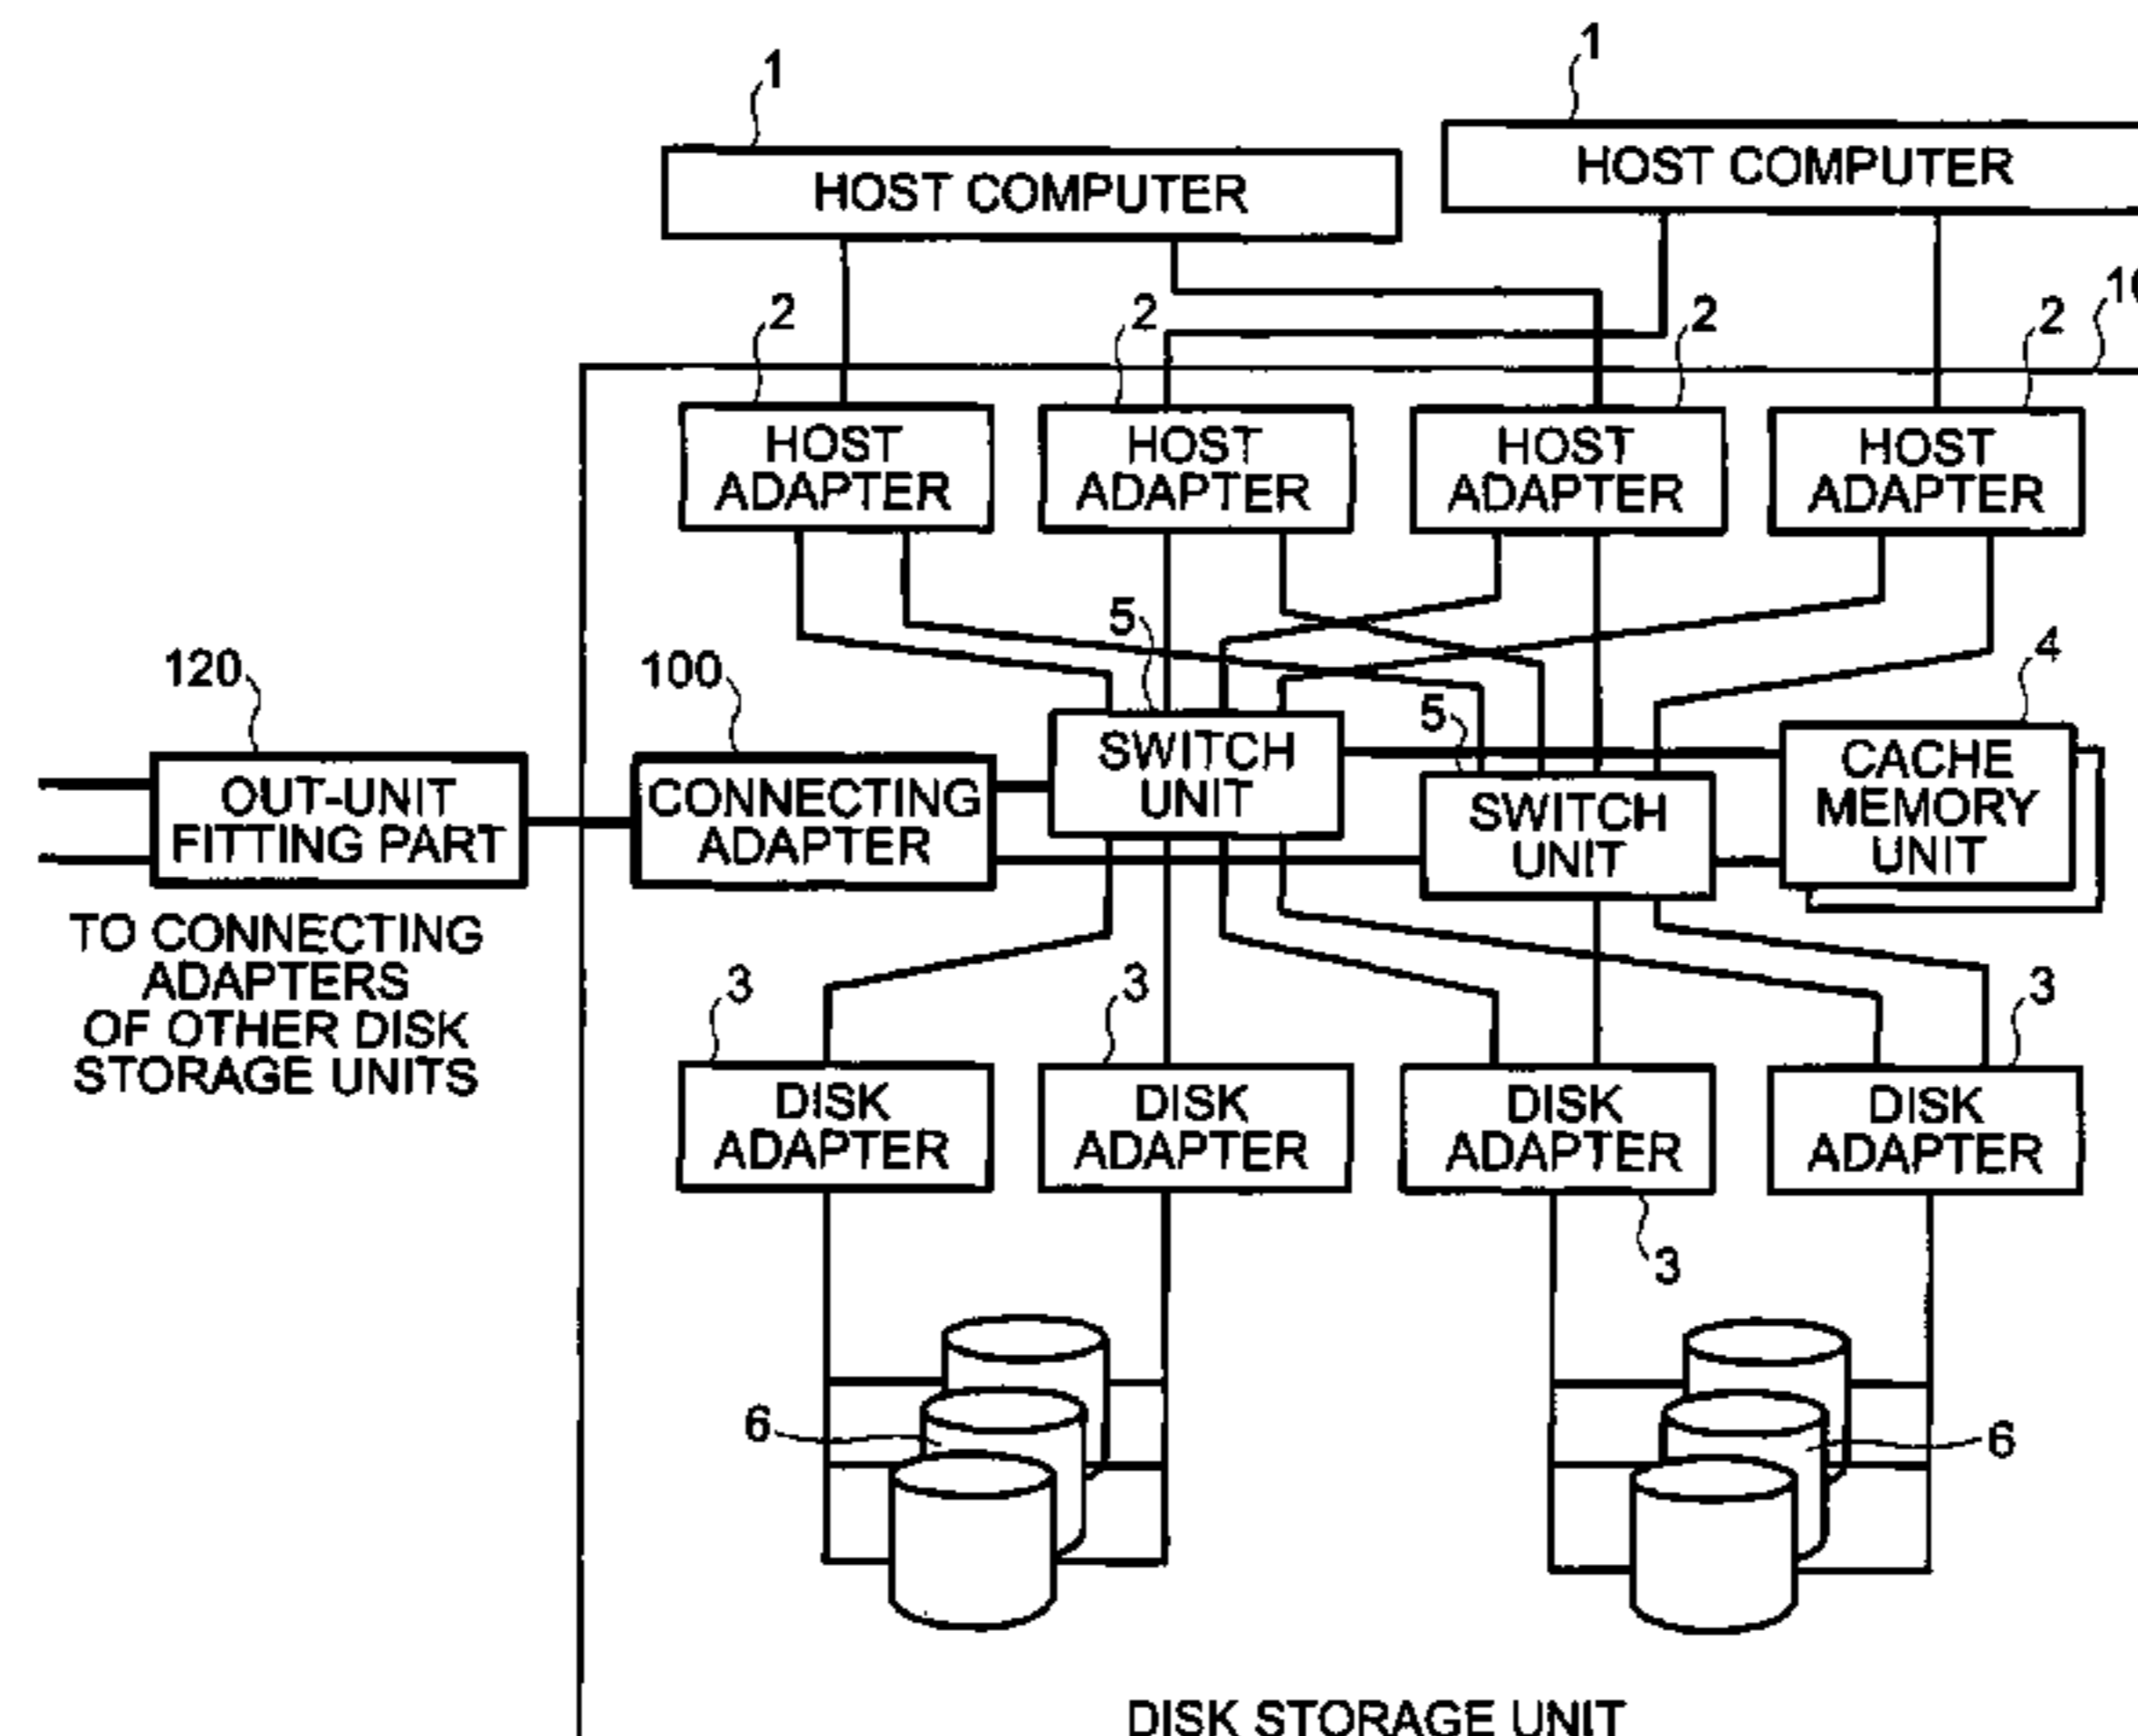 1
1
HOST COMPUTER
HOST COMPUTER
2
2
2
2
HOST
ADAPTER
HOST
ADAPTER
HOST
ADAPTER
HOST
ADAPTER
5
5
4
120
100
OUT-UNIT
FITTING PART
CONNECTING
ADAPTER
SWITCH
UNIT
SWITCH
UNIT
CACHE
MEMORY
UNIT
TO CONNECTING
ADAPTERS
OF OTHER DISK
STORAGE UNITS
3
3
3
DISK
ADAPTER
DISK
ADAPTER
DISK
ADAPTER
DISK
ADAPTER
3
6
6
DISK STORAGE UNIT